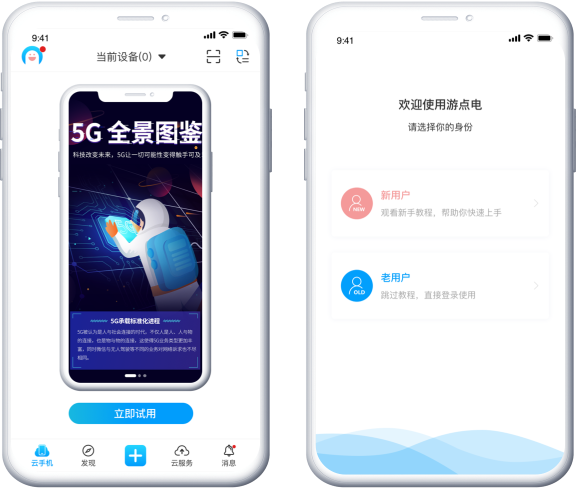 9:41
当前设备(0)
5G 全景图鉴
科技改变未来，5G让一切可能性变得触手可及
5G承载标准化进程
立即试用
云手机
发现
云服务
消息
9:41
欢迎使用游点电
请选择你的身份
NEW
新用户
观看新手教程，帮助你快速上手
OLD
老用户
跳过教程，直接登录使用